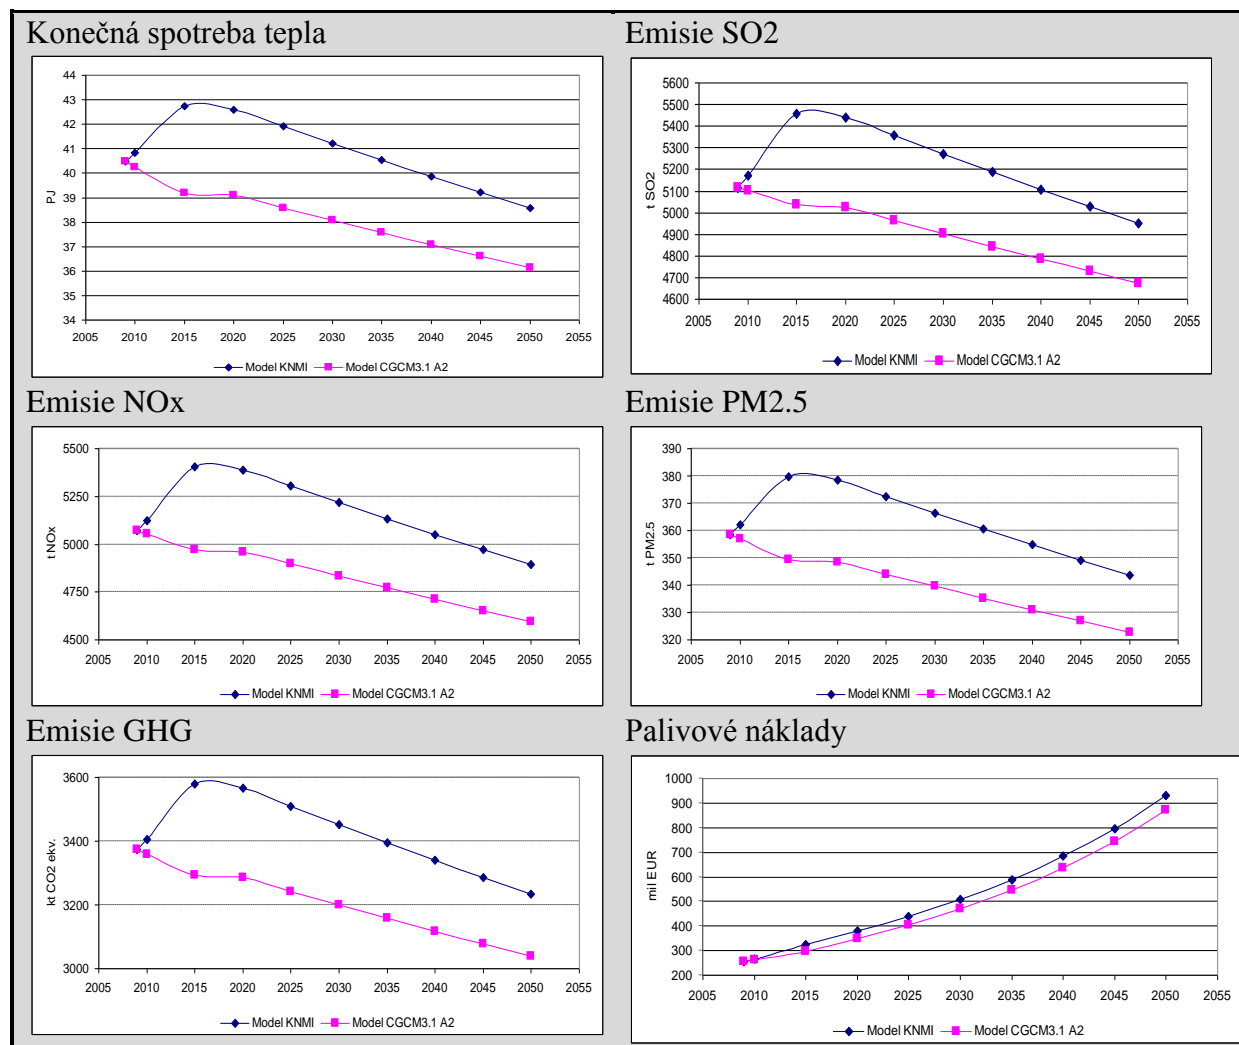 Konečná spotreba tepla
44
43
42
41
40
39
38
37
36
35
34
PJ
2005 2010 2015 2020 2025 2030 2035 2040 2045 2050 2055
Model KNMI Model CGCM3.1 A2
Emisie SO2
5600
5500
5400
5300
5200
5100
5000
4900
4800
4700
4600
t SO2
2005 2010 2015 2020 2025 2030 2035 2040 2045 2050 2055
Model KNMI Model CGCM3.1 A2
Emisie NOx
5500
5250
5000
4750
4500
t NOx
2005 2010 2015 2020 2025 2030 2035 2040 2045 2050 2055
Model KNMI Model CGCM3.1 A2
Emisie PM2.5
390
380
370
360
350
340
330
320
t PM2.5
2005 2010 2015 2020 2025 2030 2035 2040 2045 2050 2055
Model KNMI Model CGCM3.1 A2
Emisie GHG
3600
3400
3200
3000
kt CO2 ekv.
2005 2010 2015 2020 2025 2030 2035 2040 2045 2050 2055
Model KNMI Model CGCM3.1 A2
Palivové náklady
1000
900
800
700
600
500
400
300
200
mil EUR
2005 2010 2015 2020 2025 2030 2035 2040 2045 2050 2055
Model KNMI Model CGCM3.1 A2